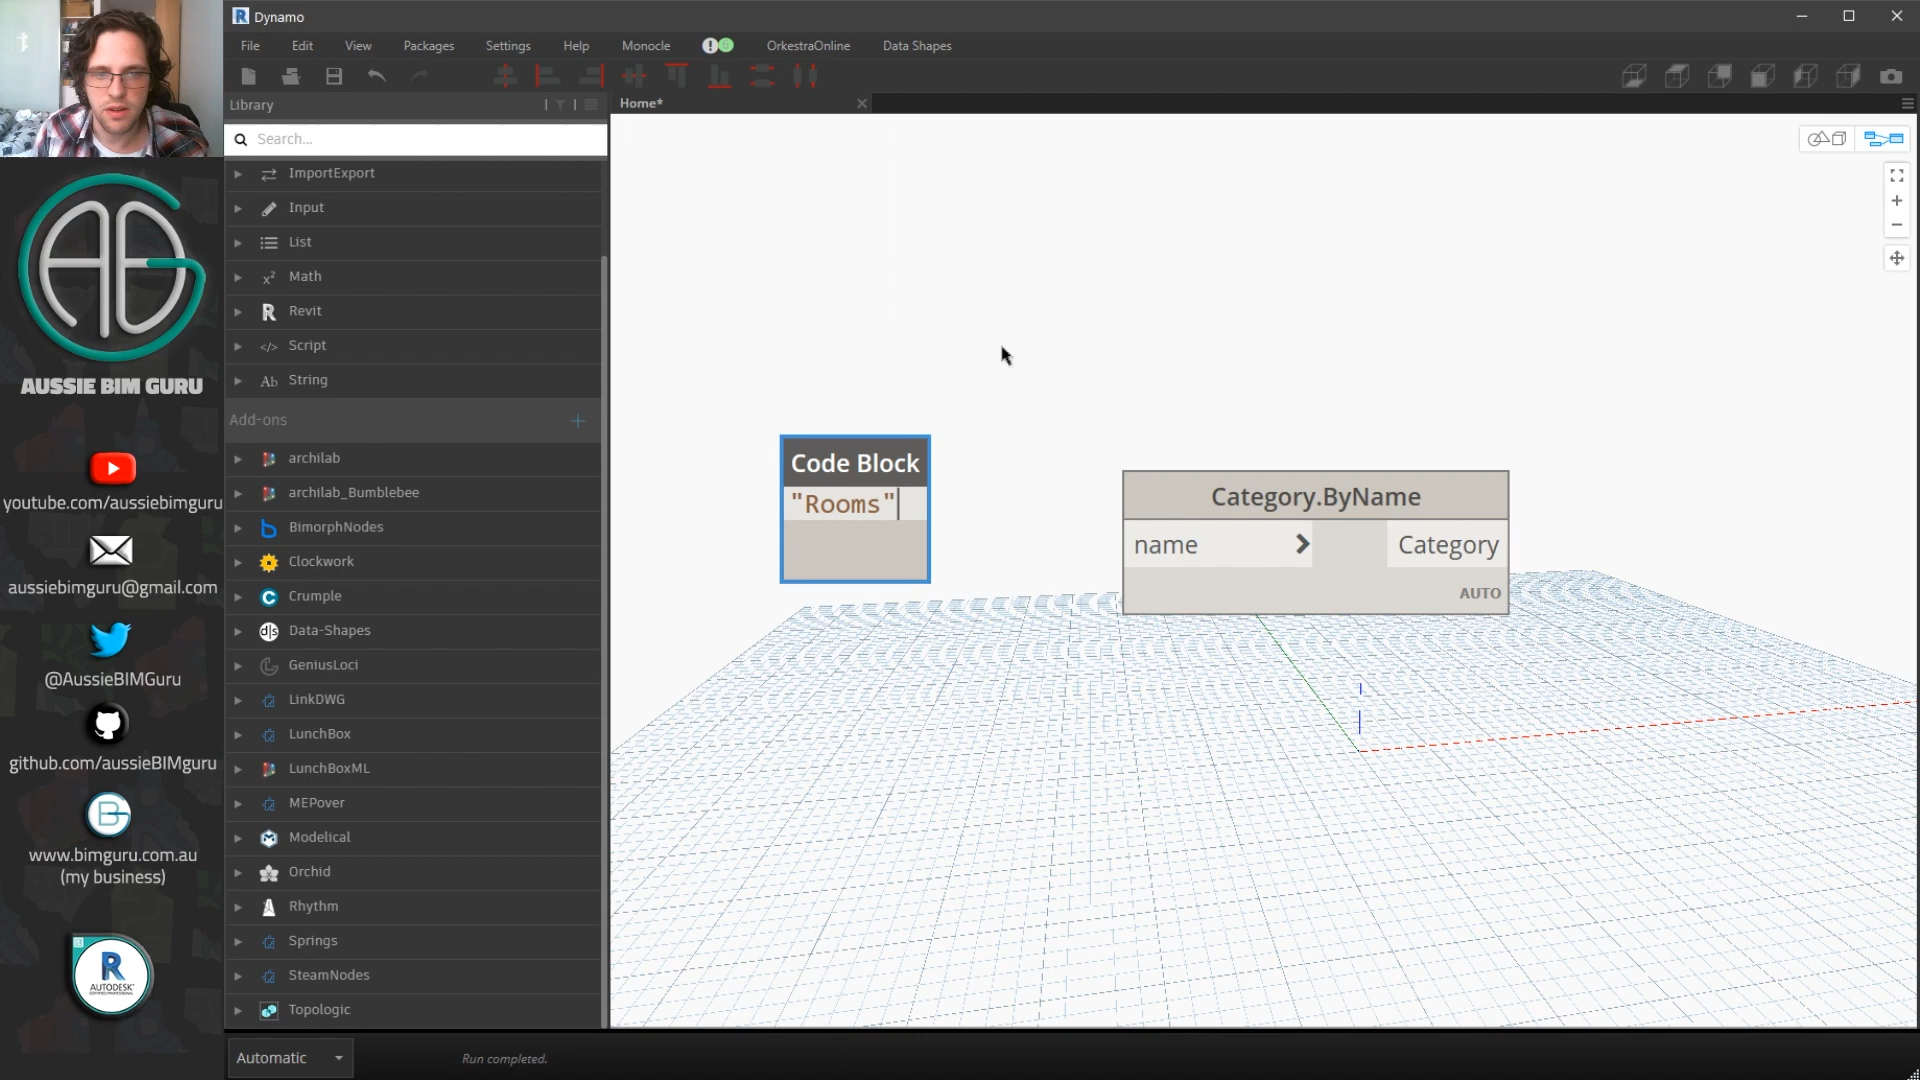 Dynamo
File Edit View Packages Settings Help Monocle OrkestraOnline Data Shapes
Library
Home*
Search...
ImportExport
Input
List
Math
Revit
Script
String
Add-ons
archilab
archilab_Bumblebee
BimorphNodes
Clockwork
Crumple
Data-Shapes
GeniusLoci
LinkDWG
LunchBox
LunchBoxML
MEPover
Modelical
Orchid
Rhythm
Springs
SteamNodes
Topologic
Code Block
"Rooms"
Category.ByName
name Category
AUTO
Automatic
Run completed.
AUSSIE BIM GURU
youtube.com/aussiebimguru
aussiebimguru@gmail.com
@AussieBIMGuru
github.com/aussieBIMguru
www.bimguru.com.au
(my business)
R
AUTODESK